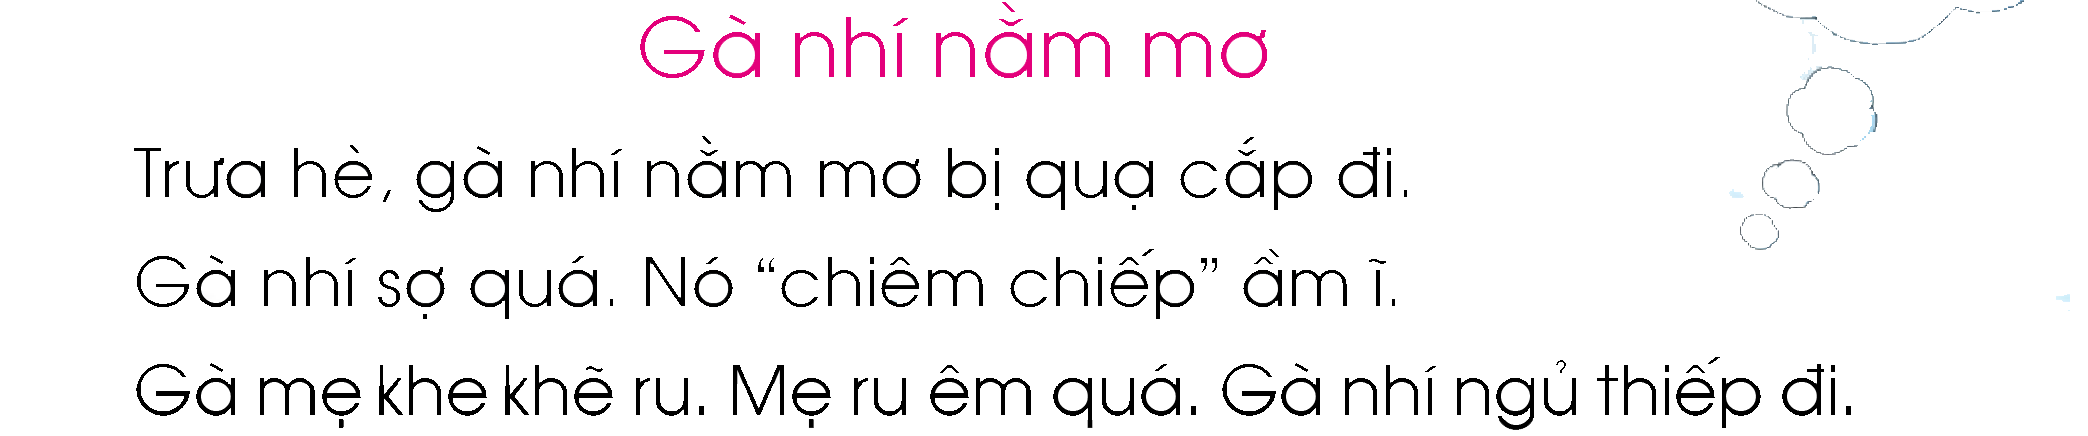 Gà nhí nằm mơ
Trưa hè, gà nhí nằm mơ bị quạ cắp đi.
Gà nhí sợ quá. Nó “chiêm chiếp” ầm ĩ.
Gà mẹ khe khẽ ru. Mẹ ru êm quá. Gà nhí ngủ thiếp đi.